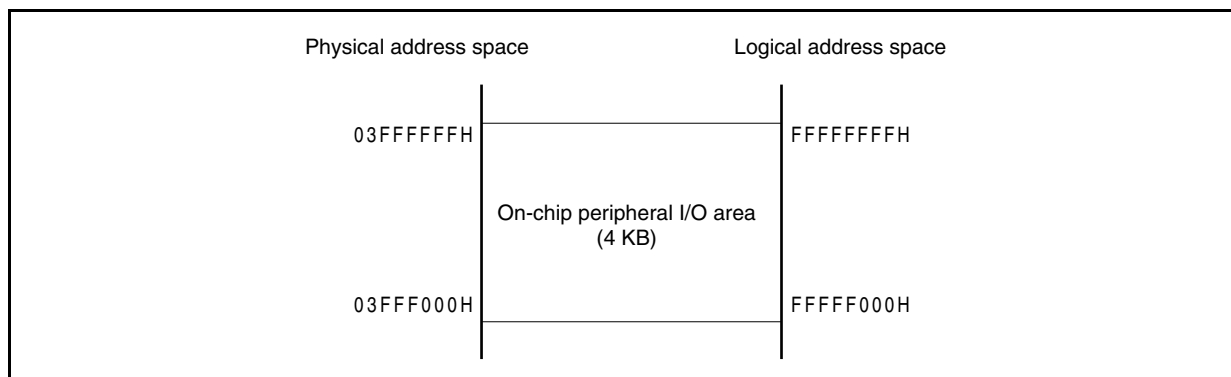 Physical address space Logical address space
03FFFFFFH FFFFFFFFH
On-chip peripheral I/O area
(4 KB)
03FFF000H FFFFF000H